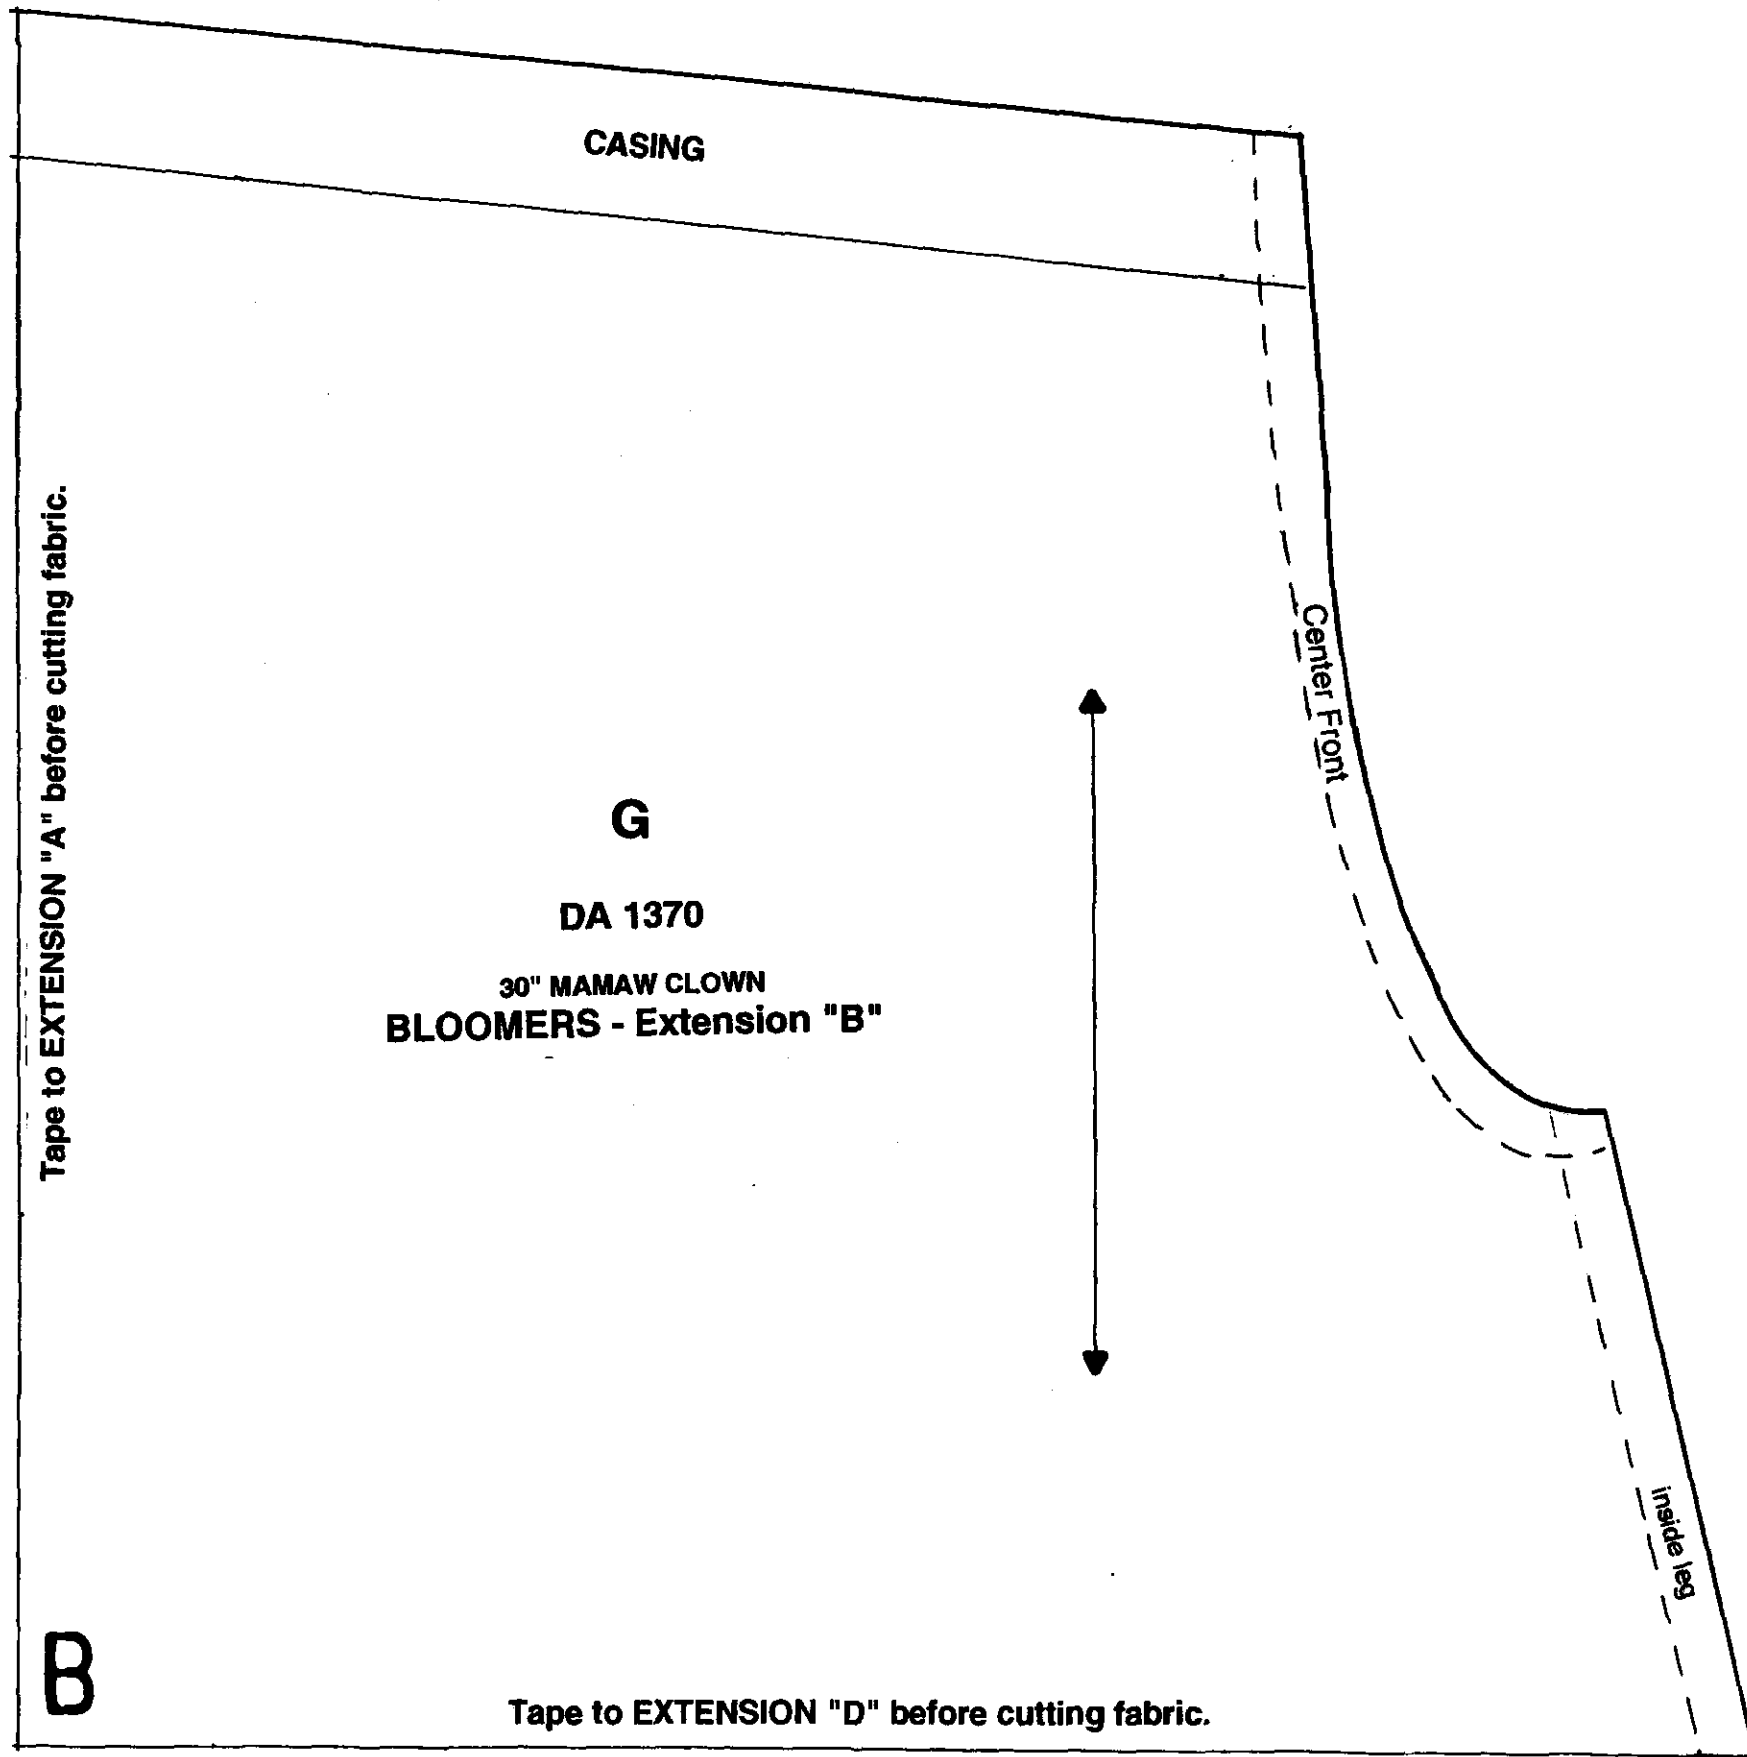 CASING
Tape to EXTENSION "A" before cutting fabric.
Center Front
G
DA 1370
30" MAMAW CLOWN
BLOOMERS - Extension "B"
inside leg
B
Tape to EXTENSION "D" before cutting fabric.